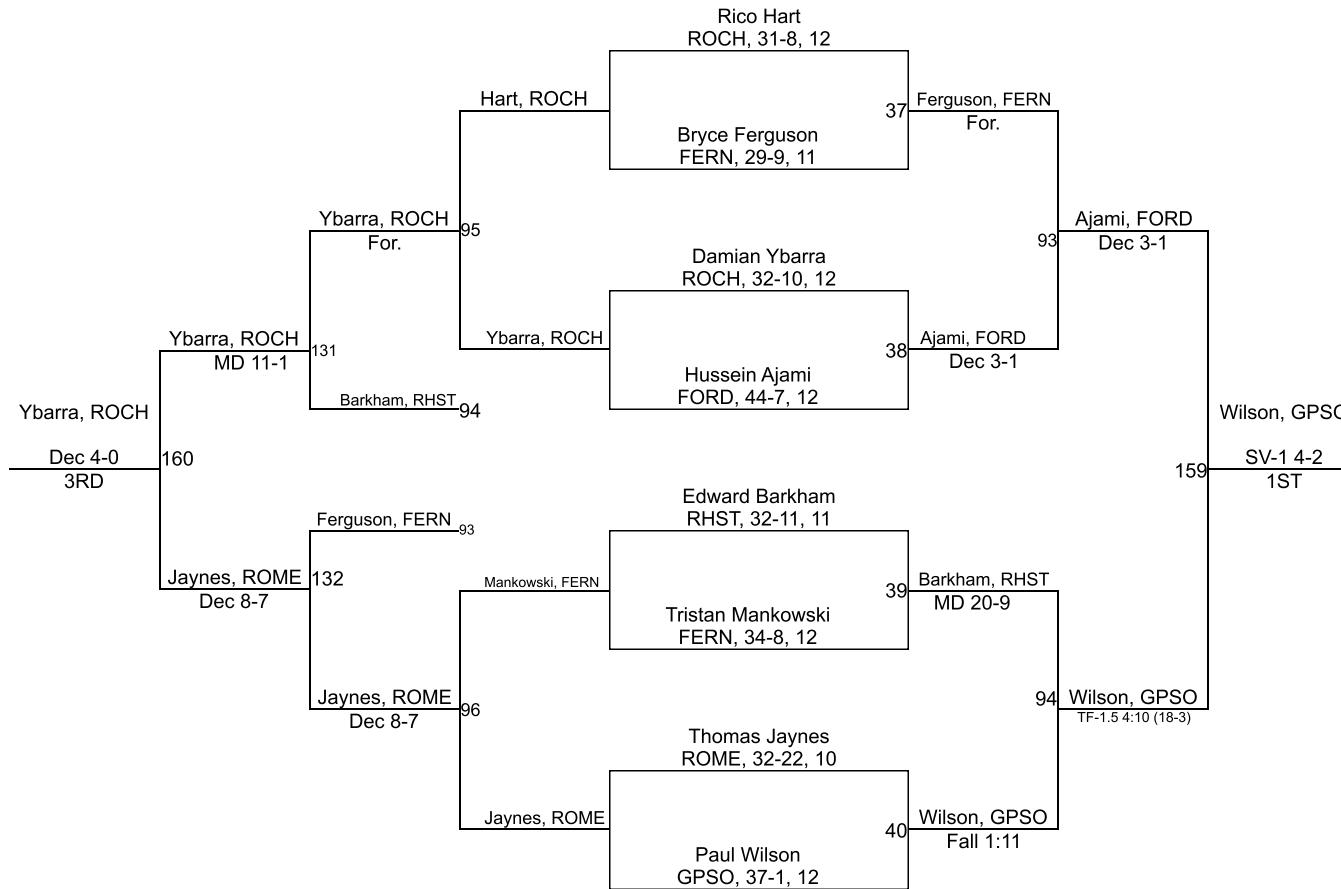 Rico Hart
ROCH, 31-8, 12
Hart, ROCH
37
Ferguson, FERN
For.
Bryce Ferguson
FERN, 29-9, 11
Ybarra, ROCH
For.
95
Ajami, FORD
Dec 3-1
93
Damian Ybarra
ROCH, 32-10, 12
Ybarra, ROCH
MD 11-1
131
Ybarra, ROCH
38
Ajami, FORD
Dec 3-1
Hussein Ajami
FORD, 44-7, 12
Barkham, RHST
94
Ybarra, ROCH
Dec 4-0
3RD
160
Wilson, GPSO
SV-1 4-2
1ST
159
Edward Barkham
RHST, 32-11, 11
Ferguson, FERN
93
Jaynes, ROME
Dec 8-7
132
Mankowski, FERN
39
Barkham, RHST
MD 20-9
Tristan Mankowski
FERN, 34-8, 12
Jaynes, ROME
Dec 8-7
96
94
Wilson, GPSO
TF-1.5 4:10 (18-3)
Thomas Jaynes
ROME, 32-22, 10
Jaynes, ROME
40
Wilson, GPSO
Fall 1:11
Paul Wilson
GPSO, 37-1, 12